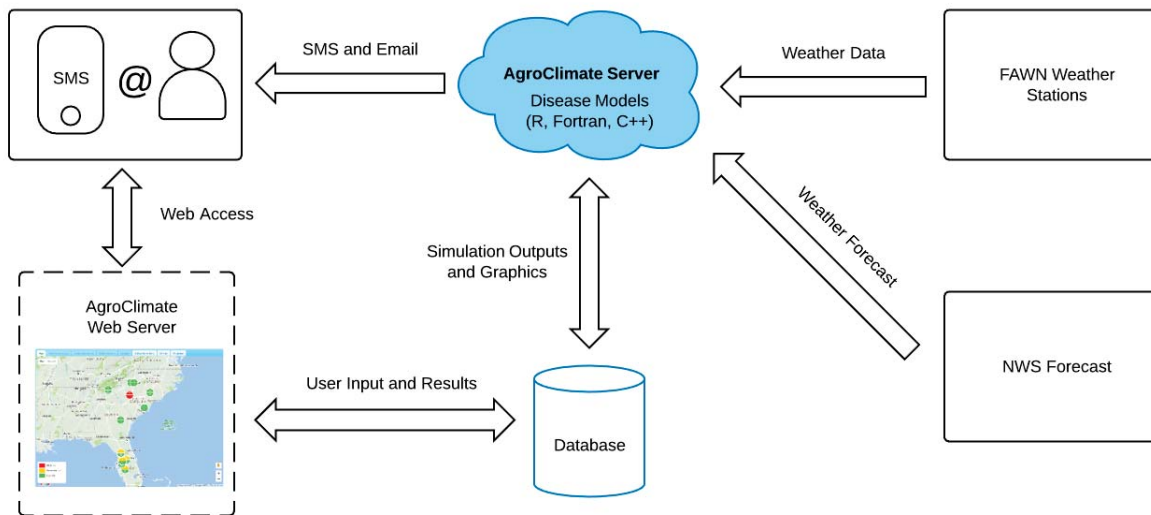 SMS
@
SMS and Email
AgroClimate Server
Disease Models
(R, Fortran, C++)
Weather Data
FAWN Weather
Stations
Web Access
Simulation Outputs
and Graphics
Weather Forecast
AgroClimate
Web Server
User Input and Results
Database
NWS Forecast